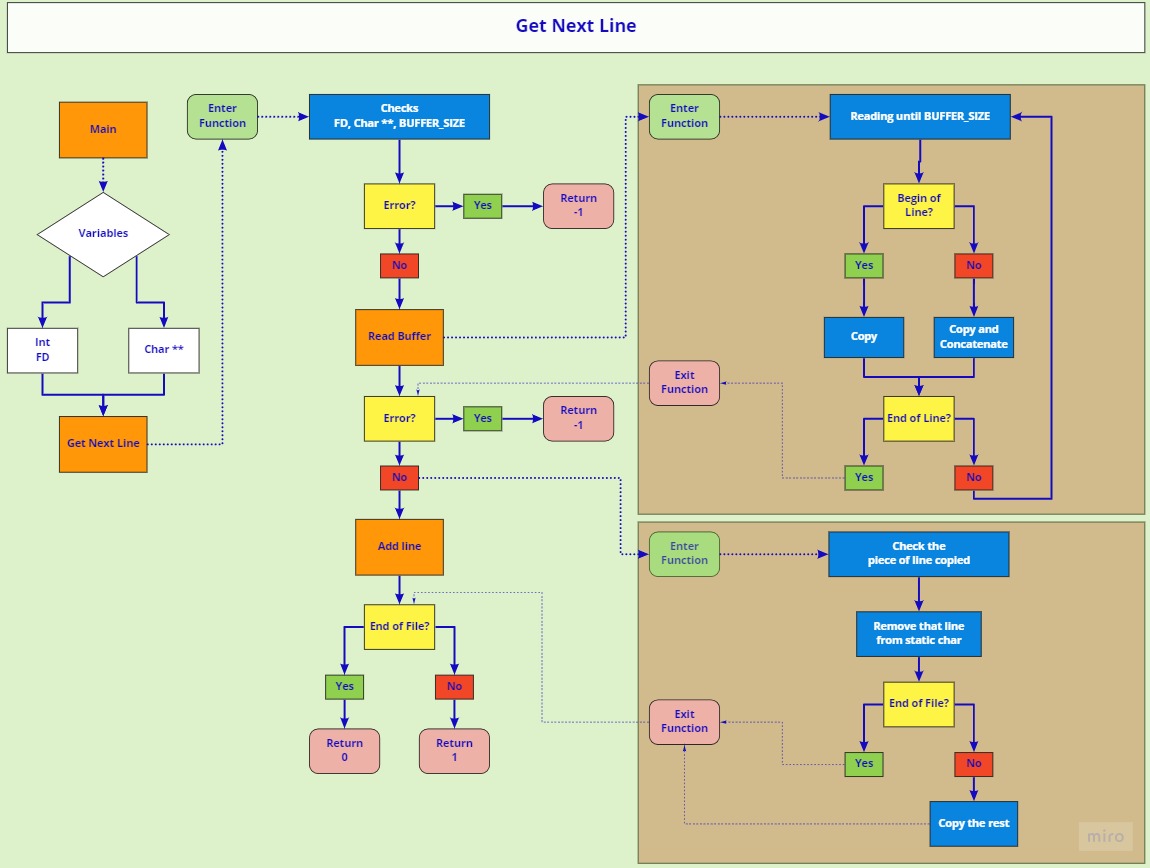 Get Next Line
Main
Variables
Int
FD
Char **
Get Next Line
Enter
Function
Checks
FD, Char **, BUFFER_SIZE
Error?
Yes
Return
-1
No
Read Buffer
Error?
Yes
Return
-1
No
Add line
End of File?
Yes
No
Return
0
Return
1
Enter
Function
Reading until BUFFER_SIZE
Begin of
Line?
Yes
No
Copy
Copy and
Concatenate
Exit
Function
End of Line?
Yes
No
Enter
Function
Check the
piece of line copied
Remove that line
from static char
End of File?
Exit
Function
Yes
No
Copy the rest
miro